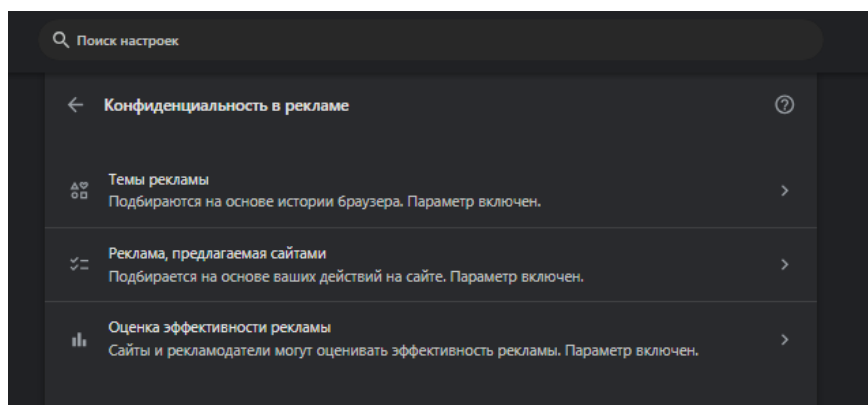 Поиск настроек
Конфиденциальность в рекламе
Темы рекламы
Подбираются на основе истории браузера. Параметр включен.
Реклама, предлагаемая сайтами
Подбирается на основе ваших действий на сайте. Параметр включен.
Оценка эффективности рекламы
Сайты и рекламодатели могут оценивать эффективность рекламы. Параметр включен.